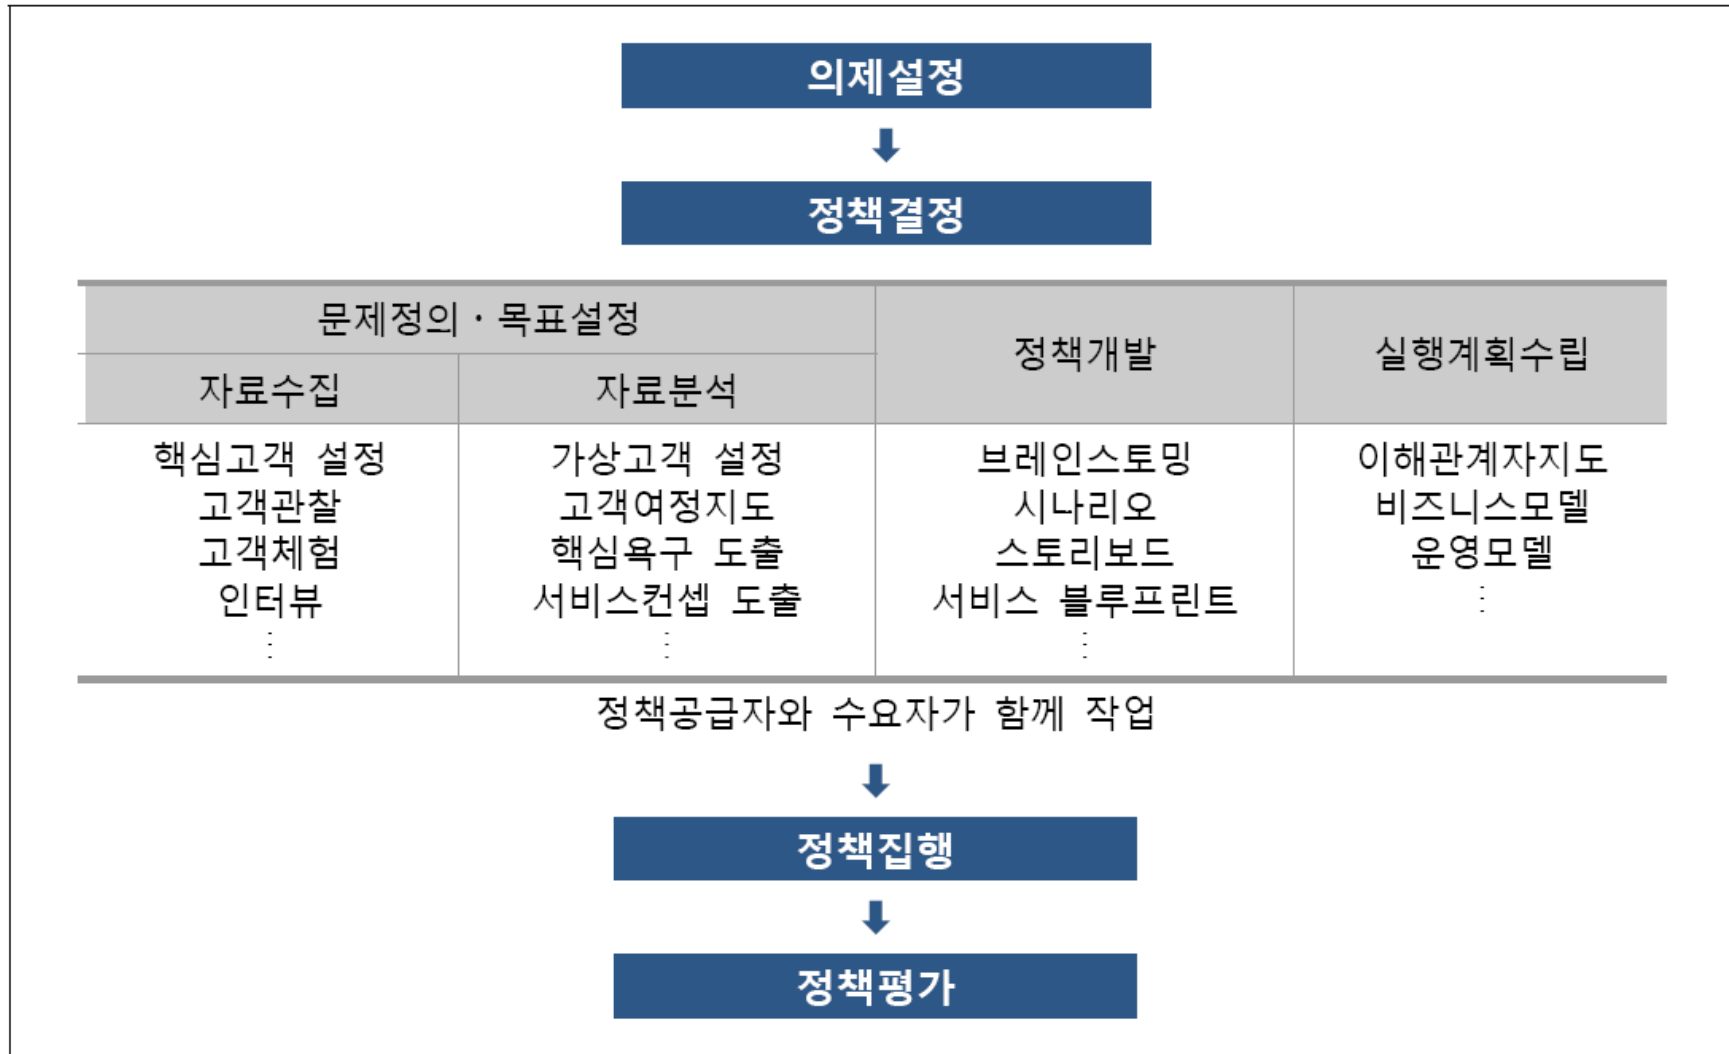 의제설정
정책결정
문제정의 · 목표설정
정책개발
실행계획수립
자료수집
자료분석
핵심고객 설정
고객관찰
고객체험
인터뷰
⋮
가상고객 설정
고객여정지도
핵심욕구 도출
서비스컨셉 도출
⋮
브레인스토밍
시나리오
스토리보드
서비스 블루프린트
⋮
이해관계자지도
비즈니스모델
운영모델
⋮
정책공급자와 수요자가 함께 작업
정책집행
정책평가